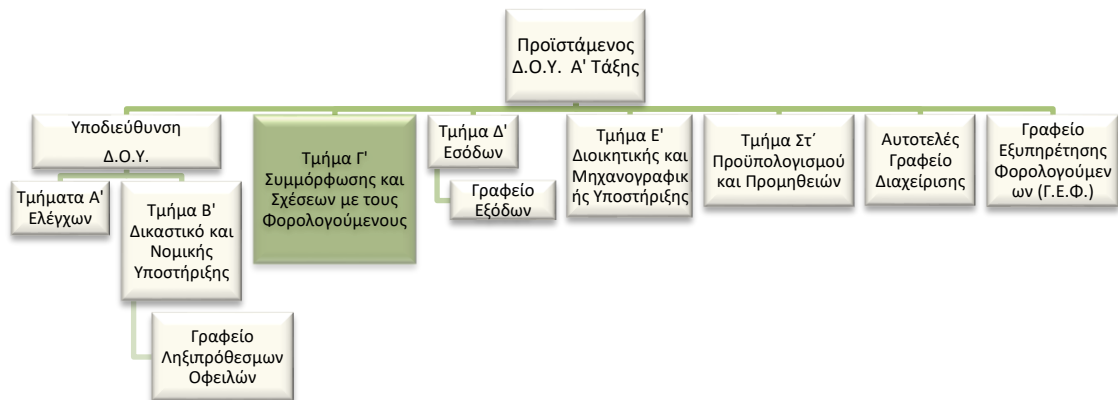 Προϊστάμενος
Δ.Ο.Υ. Α' Τάξης
Υποδιεύθυνση
Δ.Ο.Υ.
Τμήματα Α'
Ελέγχων
Τμήμα Β'
Δικαστικό και
Νομικής
Υποστήριξης
Γραφείο
Ληξιπρόθεσμων
Οφειλών
Τμήμα Γ'
Συμμόρφωσης και
Σχέσεων με τους
Φορολογούμενους
Τμήμα Δ'
Εσόδων
Γραφείο
Εξόδων
Τμήμα Ε'
Διοικητικής και
Μηχανογραφικ
ής Υποστήριξης
Τμήμα Στ΄
Προϋπολογισμού
και Προμηθειών
Αυτοτελές
Γραφείο
Διαχείρισης
Γραφείο
Εξυπηρέτησης
Φορολογούμεν
ων (Γ.Ε.Φ.)